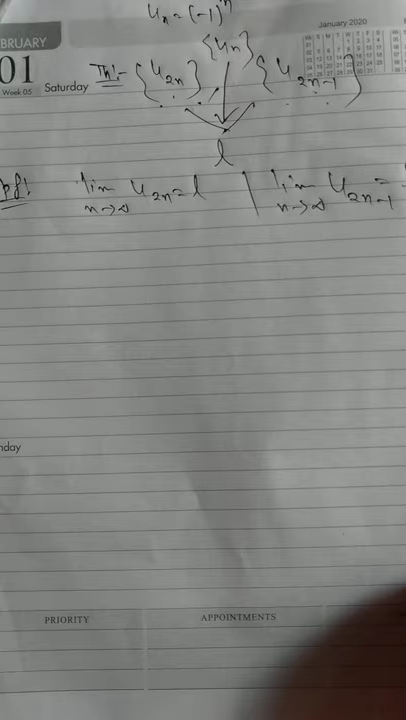 uₙ = (-1)ⁿ
January 2020
BRUARY
01
Week 05
Saturday
Th:- {u₂ₙ} , {uₙ} {u₂ₙ₋₁}
l
pf: lim n→∞ u₂ₙ = l | lim n→∞ u₂ₙ₋₁ =
nday
PRIORITY
APPOINTMENTS